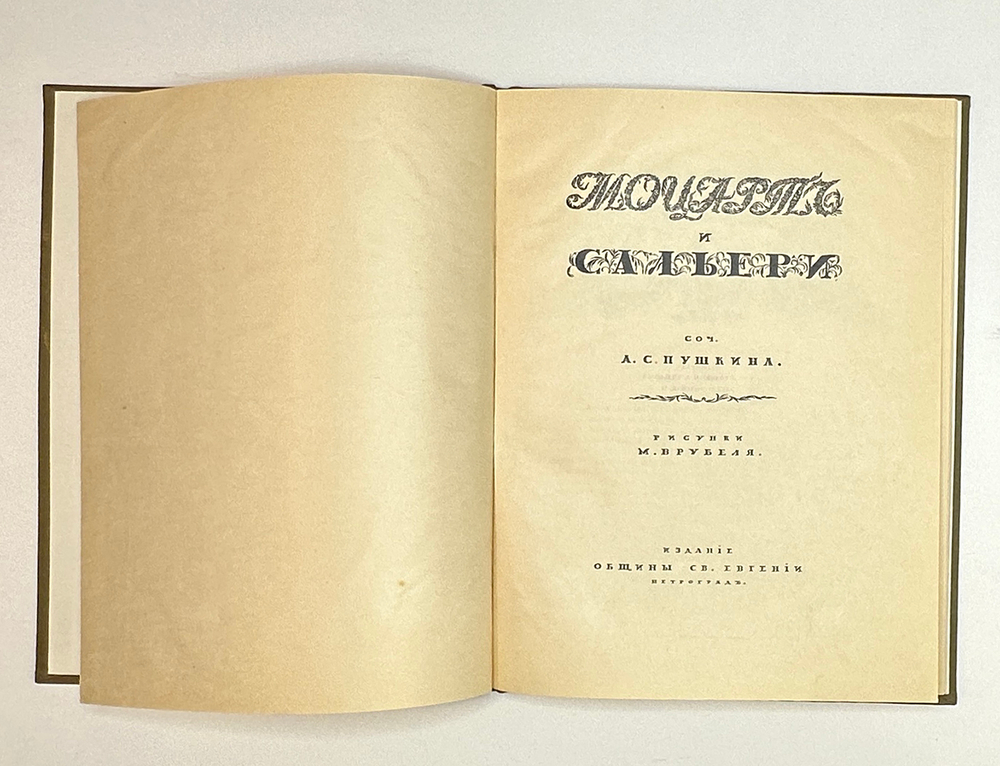 МОЦАРТЪ
И
САЛЬЕРИ
СОЧ.
А. С. ПУШКИНА.
РИСУНКИ
М. ВРУБЕЛЯ.
ИЗДАНІЕ
ОБЩИНЫ СВ. ЕВГЕНІИ
ПЕТРОГРАДЪ.